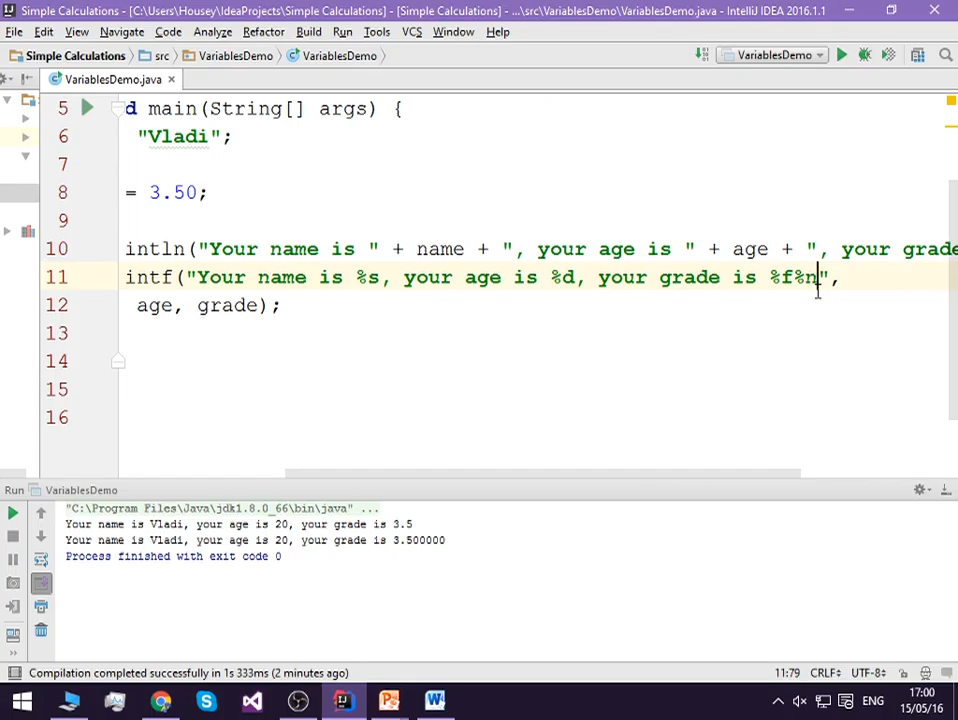 Simple Calculations - [C:\Users\Housey\IdeaProjects\Simple Calculations] - [Simple Calculations] - ...\src\VariablesDemo\VariablesDemo.java - IntelliJ IDEA 2016.1.1
File Edit View Navigate Code Analyze Refactor Build Run Tools VCS Window Help
Simple Calculations src VariablesDemo VariablesDemo VariablesDemo
VariablesDemo.java
5 d main(String[] args) {
6 "Vladi";
7
8 = 3.50;
9
10 intln("Your name is " + name + ", your age is " + age + ", your grade
11 intf("Your name is %s, your age is %d, your grade is %f%n",
12 age, grade);
13
14
15
16
Run VariablesDemo
"C:\Program Files\Java\jdk1.8.0_66\bin\java" ...
Your name is Vladi, your age is 20, your grade is 3.5
Your name is Vladi, your age is 20, your grade is 3.500000
Process finished with exit code 0
Compilation completed successfully in 1s 333ms (2 minutes ago) 11:79 CRLF UTF-8
ENG 17:00
15/05/16